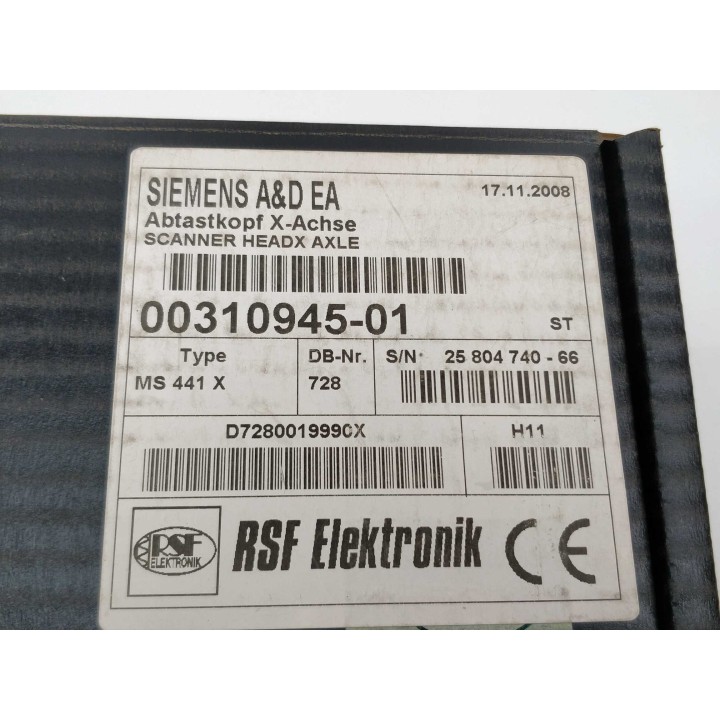 SIEMENS A&D EA
17.11.2008
Abtastkopf X-Achse
SCANNER HEADX AXLE
00310945-01
ST
Type
DB-Nr.
S/N· 25 804 740 - 66
MS 441 X
728
D7280019990X
H11
RSF
ELEKTRONIK
RSF Elektronik
CE